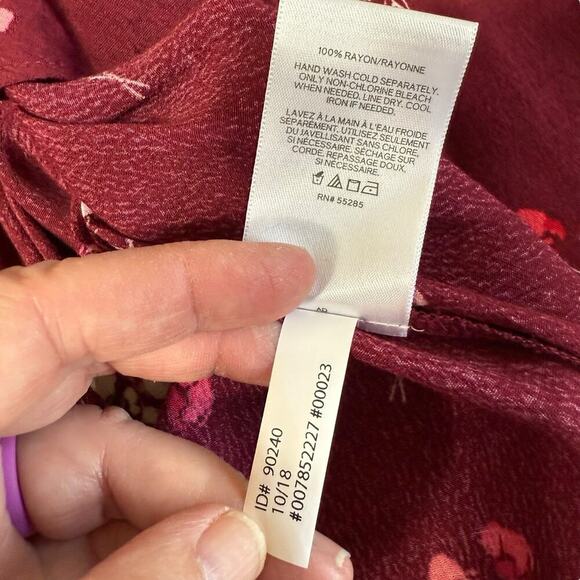 100% RAYON/RAYONNE
HAND WASH COLD SEPARATELY.
ONLY NON-CHLORINE BLEACH
WHEN NEEDED. LINE DRY. COOL
IRON IF NEEDED.
LAVEZ À LA MAIN À L'EAU FROIDE
SÉPARÉMENT. UTILISEZ SEULEMENT
DU JAVELLISANT SANS CHLORE,
SI NÉCESSAIRE. SÉCHAGE SUR
CORDE. REPASSAGE DOUX,
SI NÉCESSAIRE.
RN# 55285
ID# 90240
10/18
#007852227 #00023